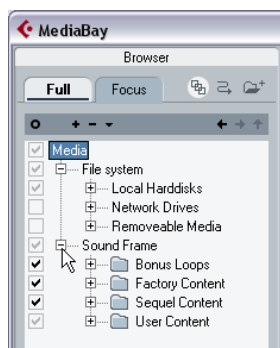 MediaBay
Browser
Full Focus
Media
File system
Local Harddisks
Network Drives
Removeable Media
Sound Frame
Bonus Loops
Factory Content
Sequel Content
User Content